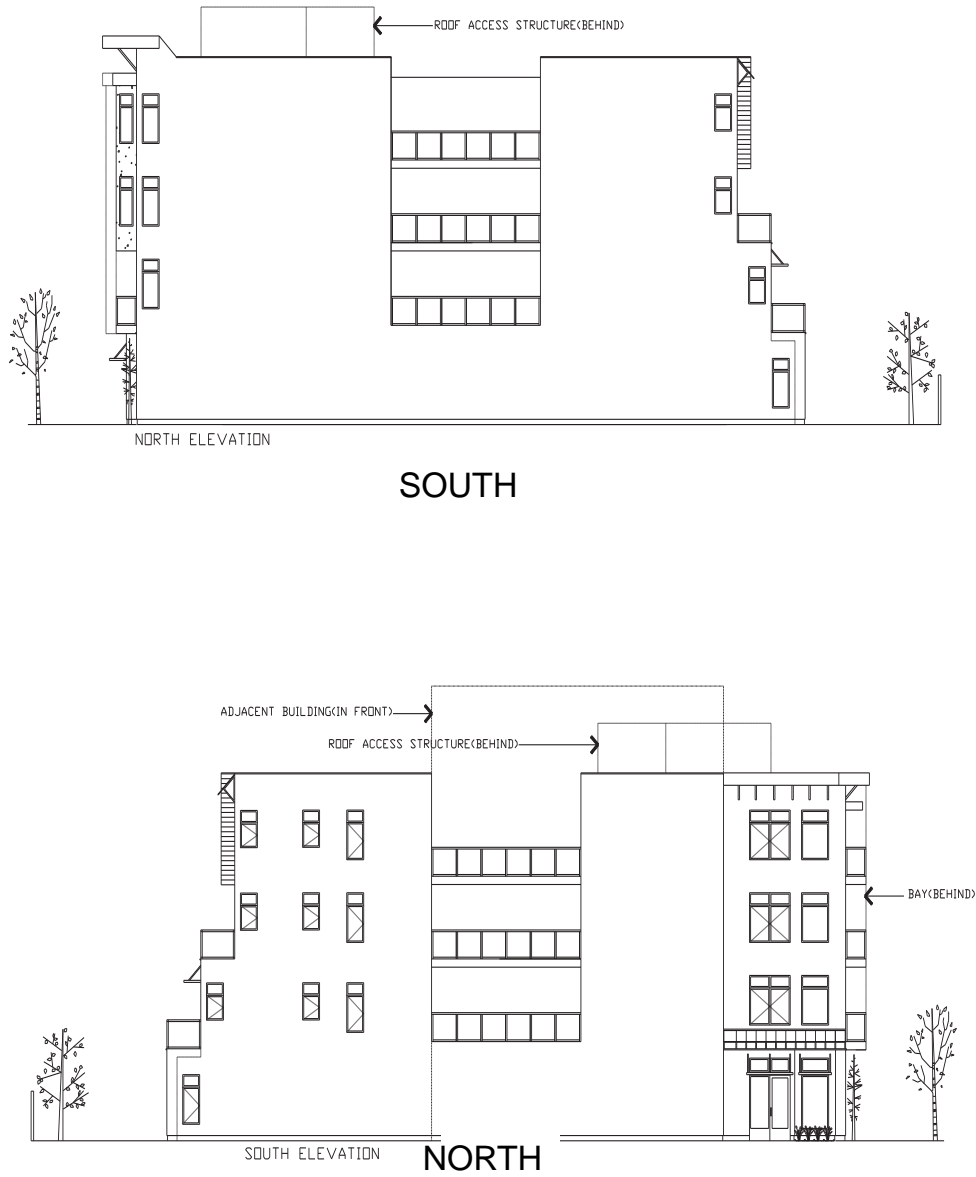 ROOF ACCESS STRUCTURE(BEHIND)
NORTH ELEVATION
SOUTH
ADJACENT BUILDING(IN FRONT)
ROOF ACCESS STRUCTURE(BEHIND)
BAY(BEHIND)
SOUTH ELEVATION
NORTH